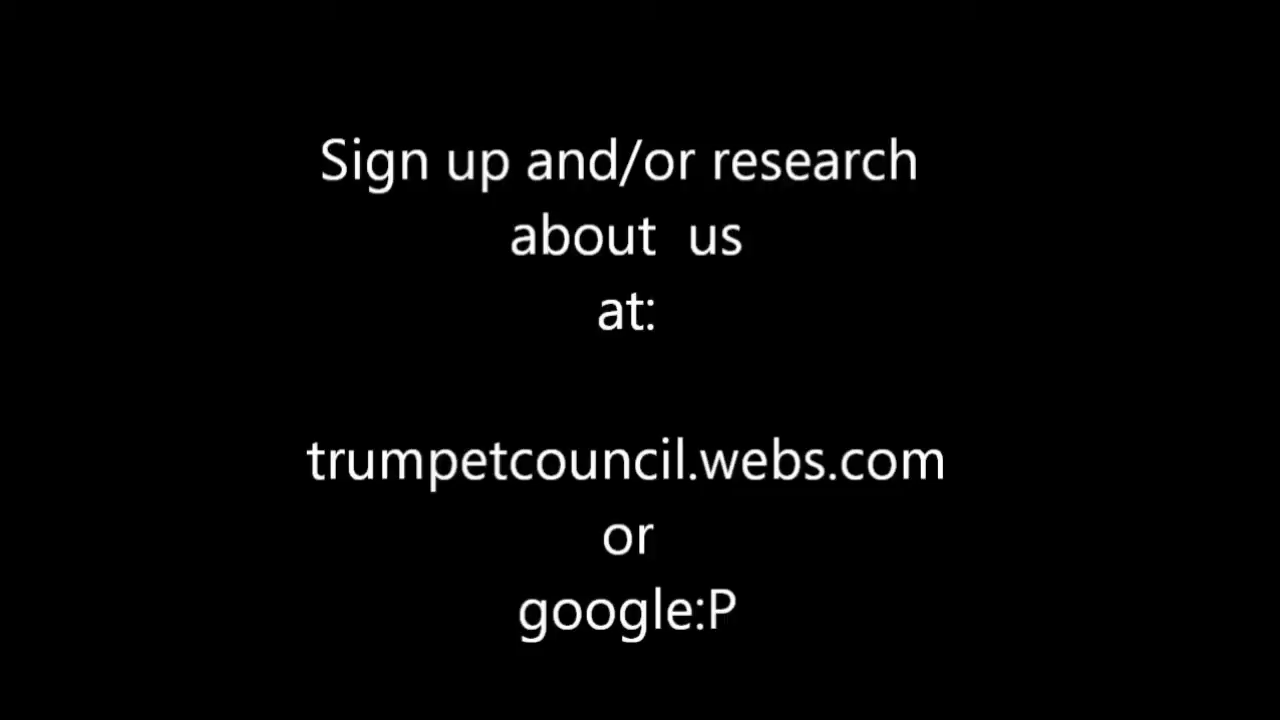 Sign up and/or research
about  us
at:
trumpetcouncil.webs.com
or
google:P